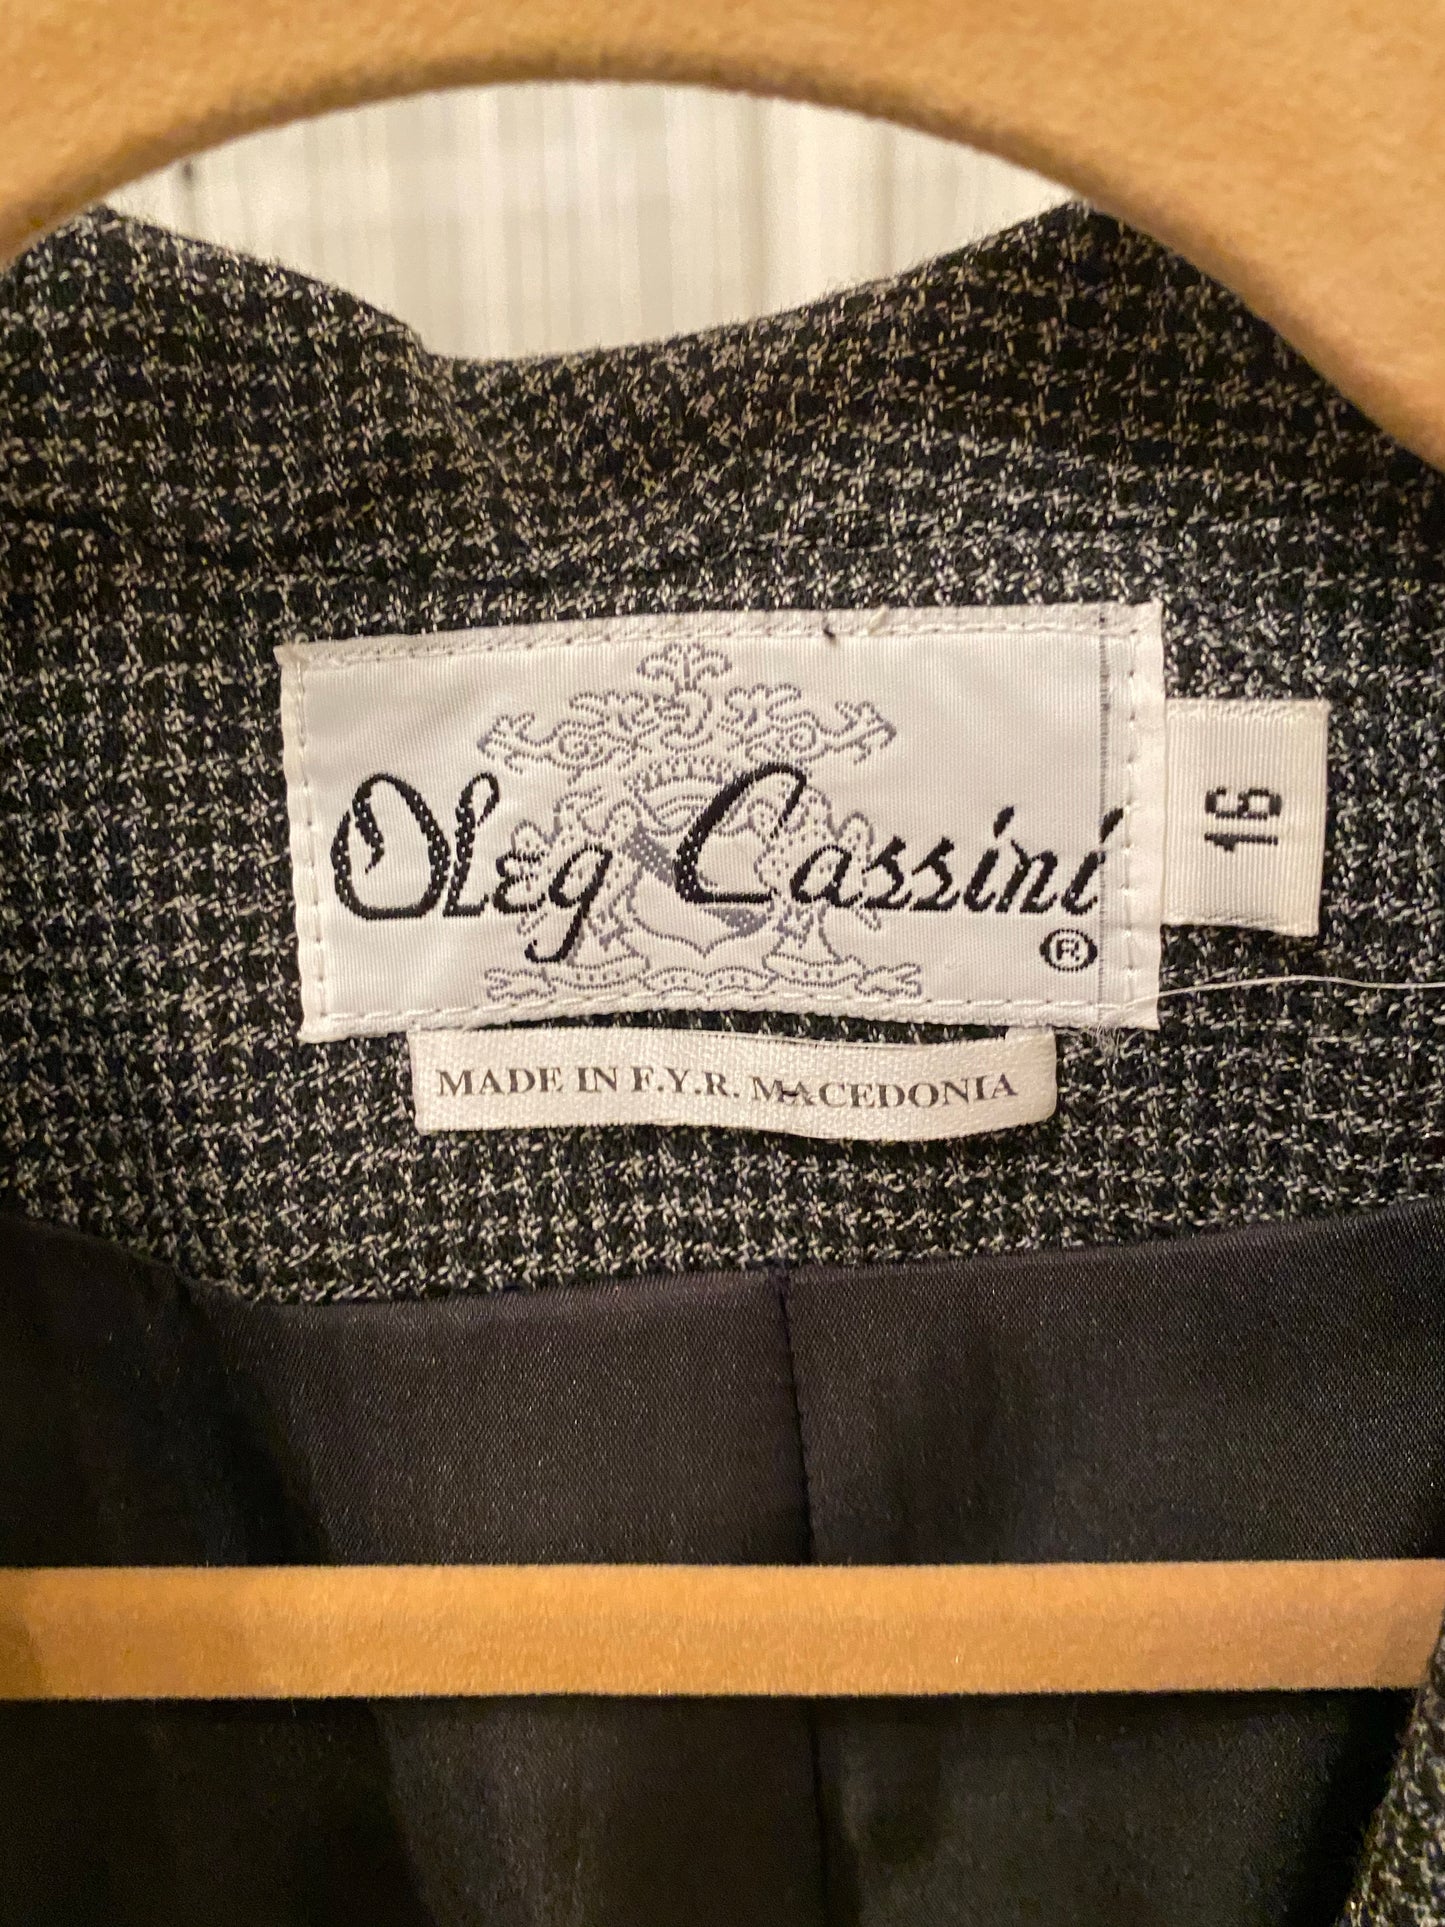 Oleg Cassini
®
16
MADE IN F.Y.R. MACEDONIA